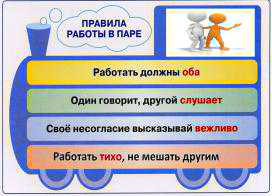 ПРАВИЛА
РАБОТЫ В ПАРЕ
Работать должны оба
Один говорит, другой слушает
Своё несогласие высказывай вежливо
Работать тихо, не мешать другим